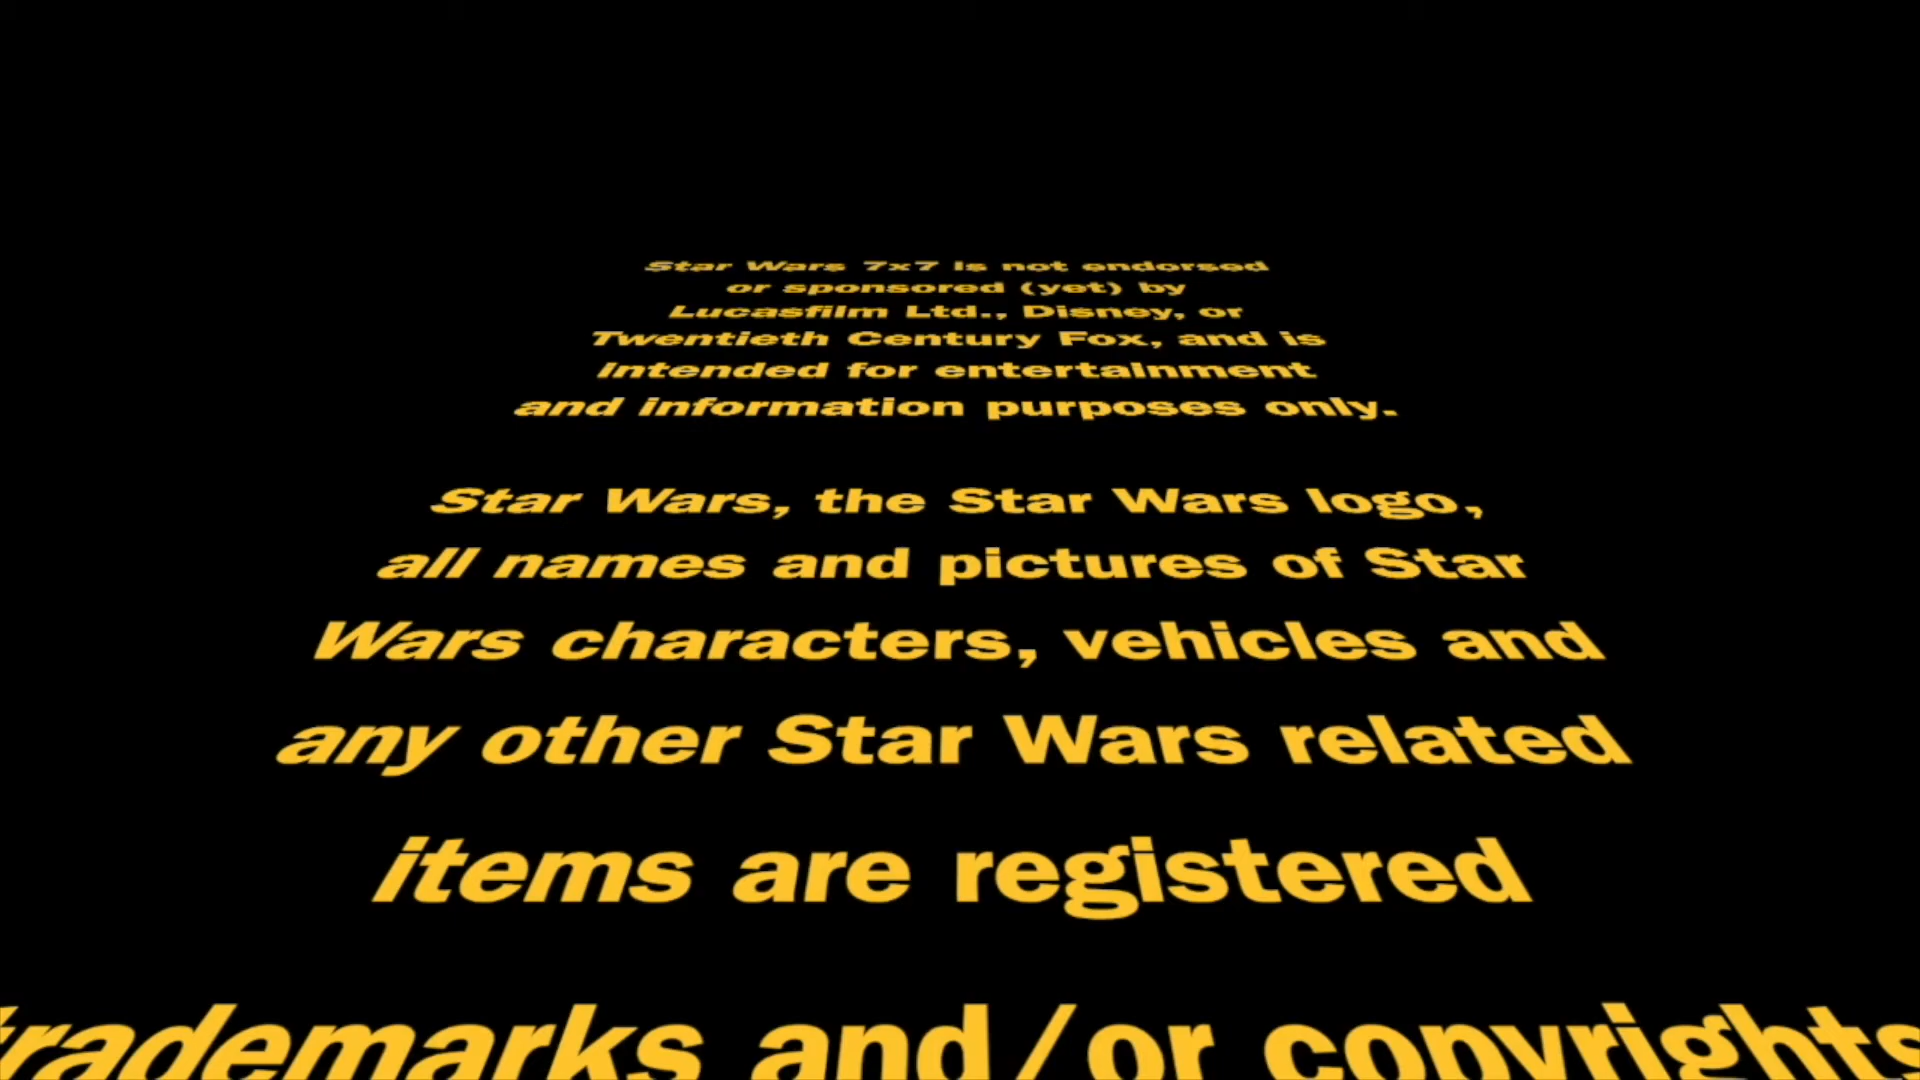 Star Wars 7x7 is not endorsed
or sponsored (yet) by
Lucasfilm Ltd., Disney, or
Twentieth Century Fox, and is
intended for entertainment
and information purposes only.
Star Wars, the Star Wars logo,
all names and pictures of Star
Wars characters, vehicles and
any other Star Wars related
items are registered
trademarks and/or copyrights